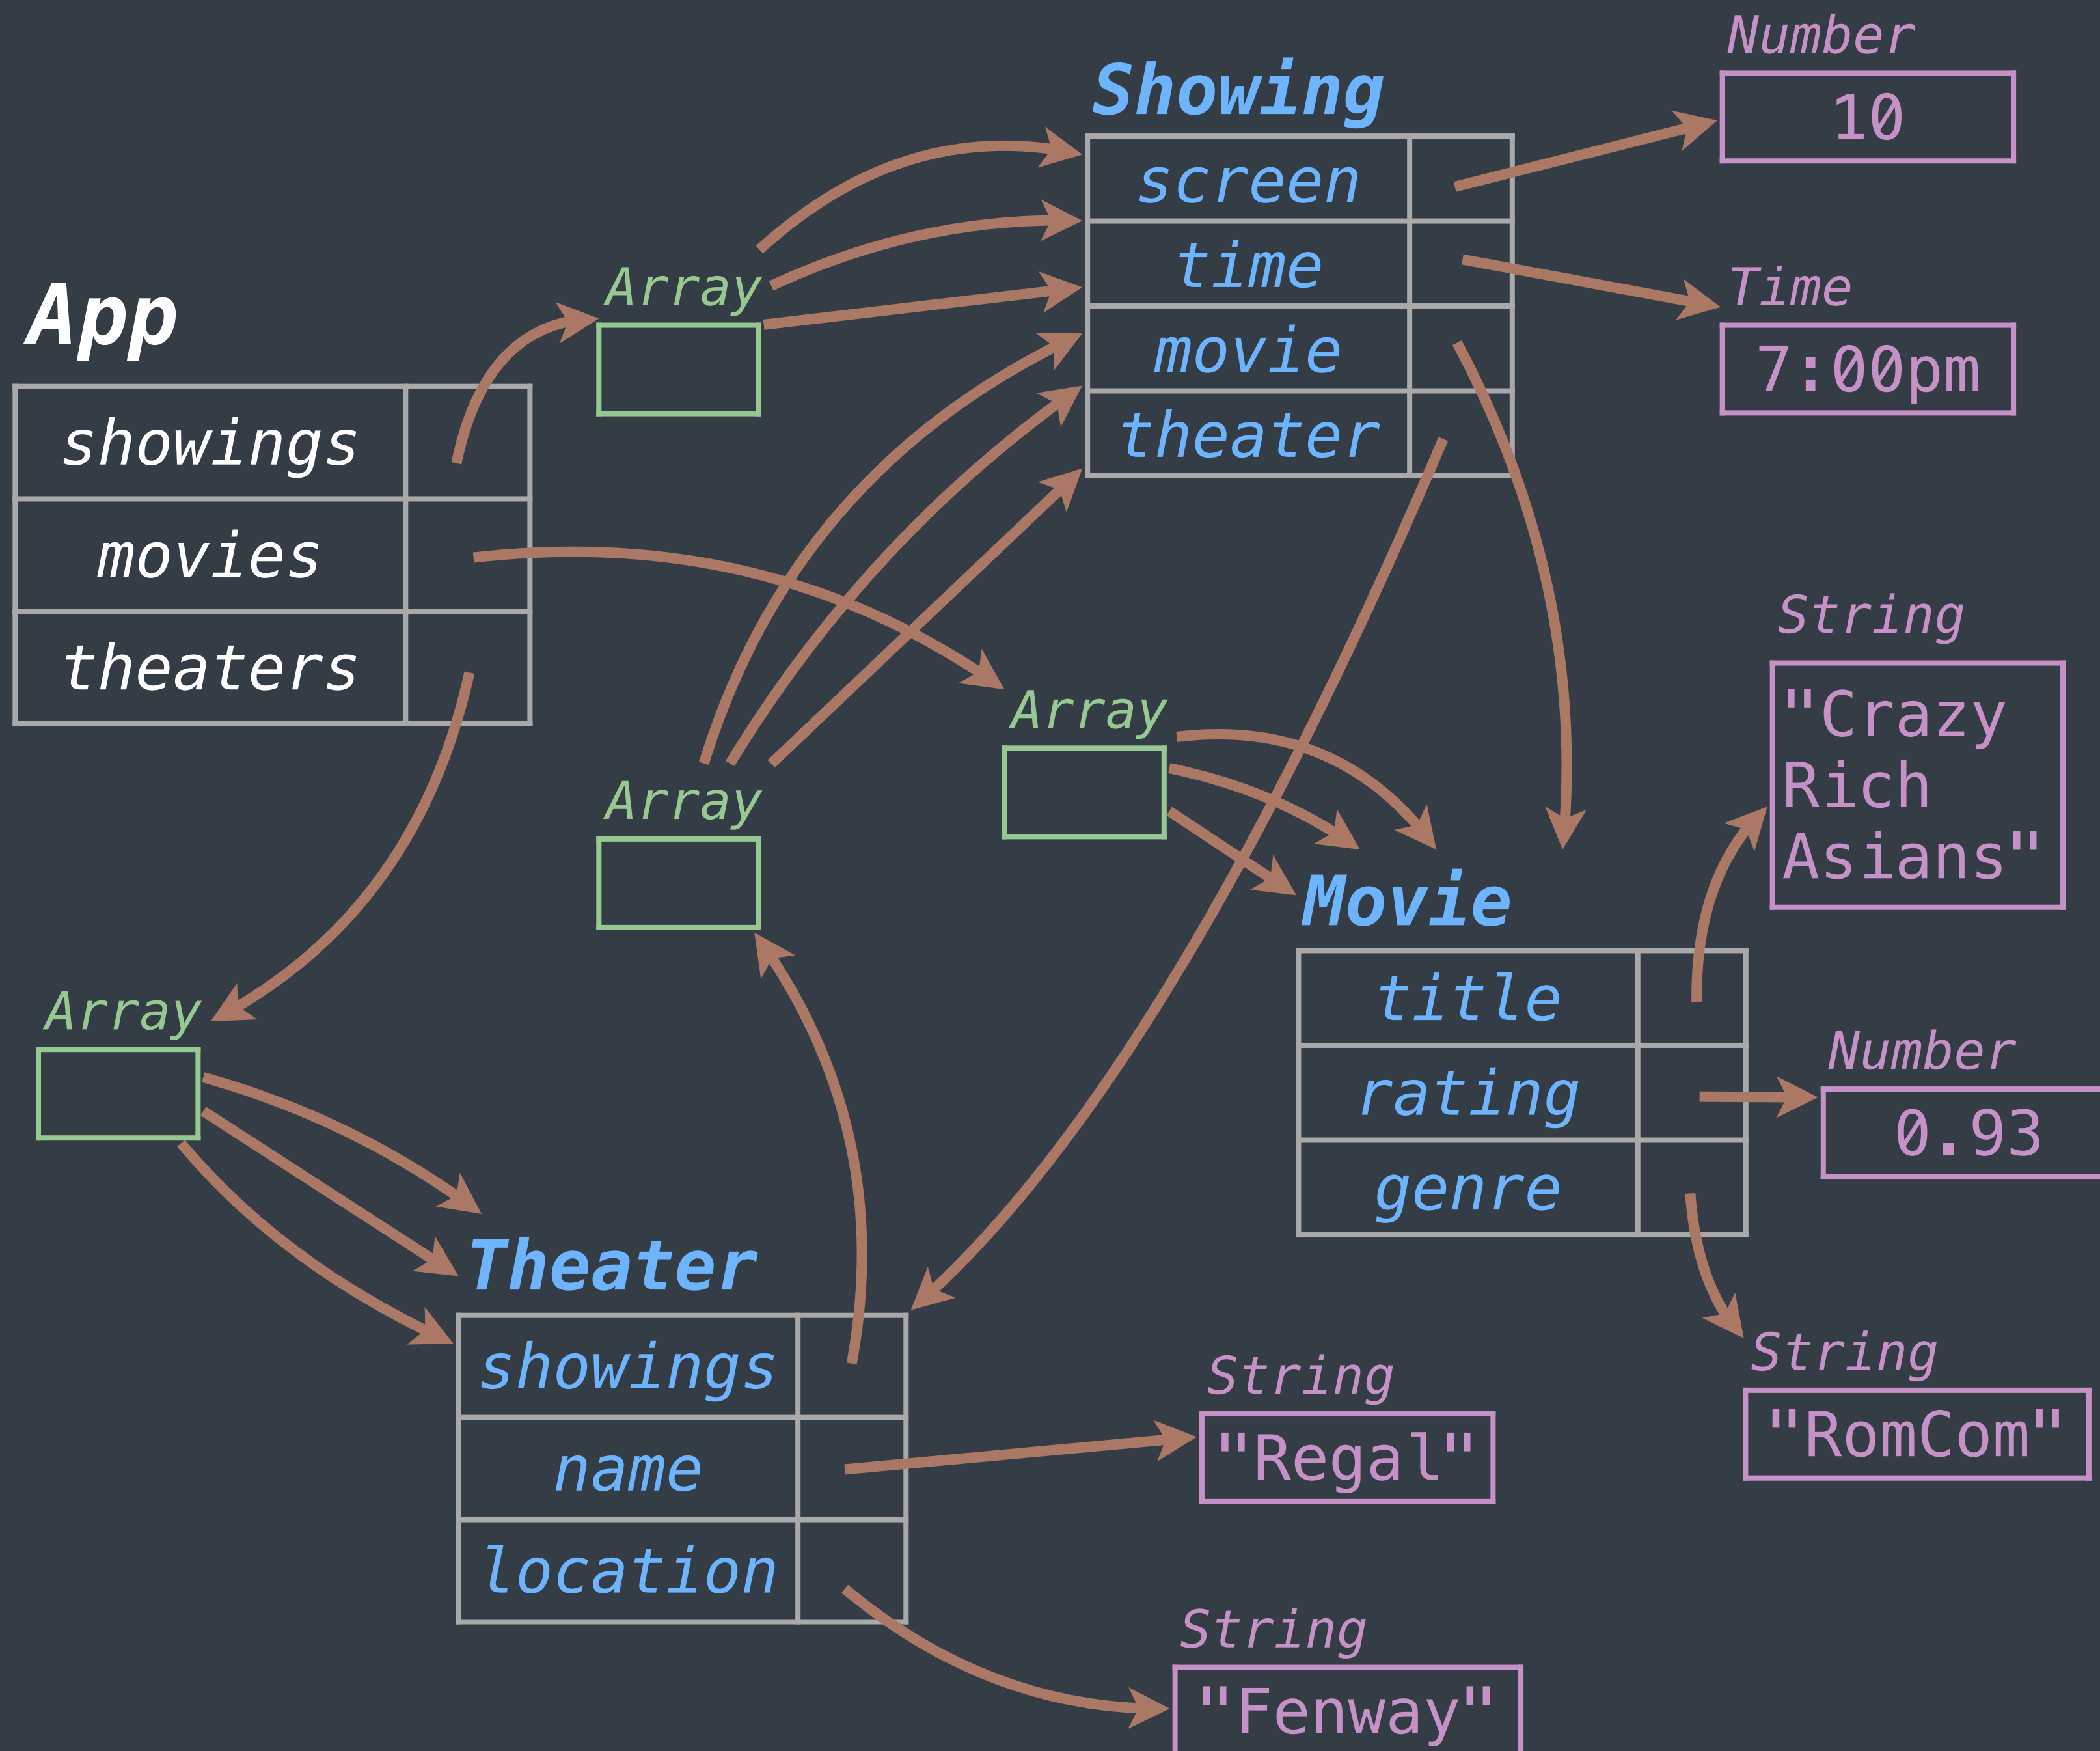 Number
10
Showing
screen
time
movie
theater
Time
7:00pm
Array
App
showings
movies
theaters
String
"Crazy
Rich
Asians"
Array
Array
Movie
title
rating
genre
Number
0.93
Array
Theater
showings
name
location
String
"RomCom"
String
"Regal"
String
"Fenway"